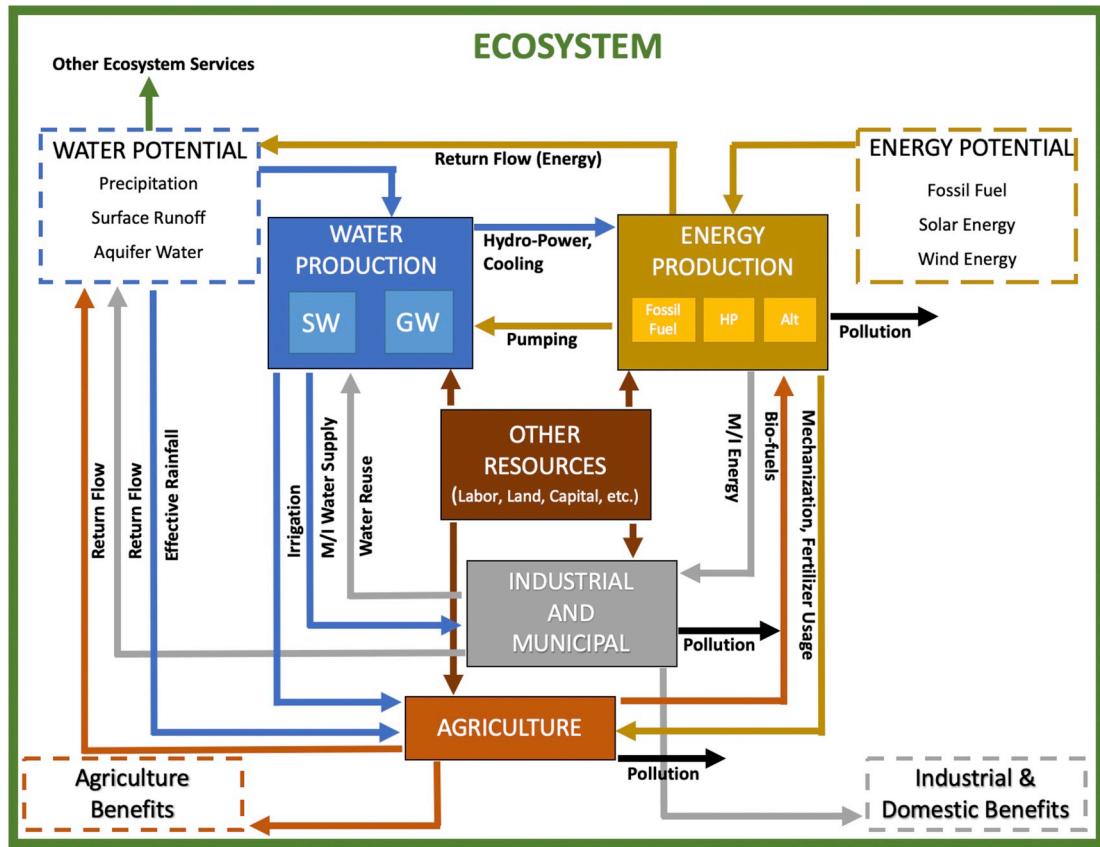 ECOSYSTEM
Other Ecosystem Services
WATER POTENTIAL
Precipitation
Surface Runoff
Aquifer Water
Return Flow (Energy)
ENERGY POTENTIAL
Fossil Fuel
Solar Energy
Wind Energy
WATER
PRODUCTION
SW
GW
Hydro-Power,
Cooling
Pumping
ENERGY
PRODUCTION
Fossil
Fuel
HP
Alt
Pollution
Return Flow
Return Flow
Effective Rainfall
Irrigation
M/I Water Supply
Water Reuse
OTHER
RESOURCES
(Labor, Land, Capital, etc.)
M/I Energy
Bio-fuels
Mechanization, Fertilizer Usage
INDUSTRIAL
AND
MUNICIPAL
Pollution
AGRICULTURE
Pollution
Agriculture
Benefits
Industrial &
Domestic Benefits